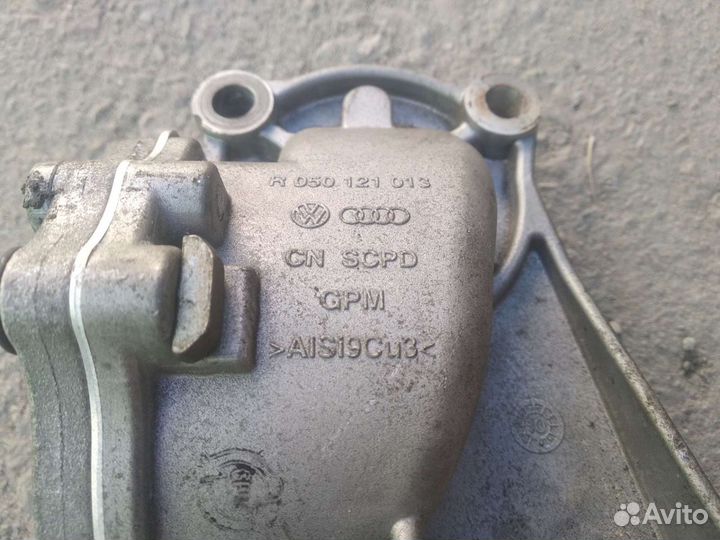 R 050 121 013
CN SCPD
GPM
>AlSi9Cu3<
Avito